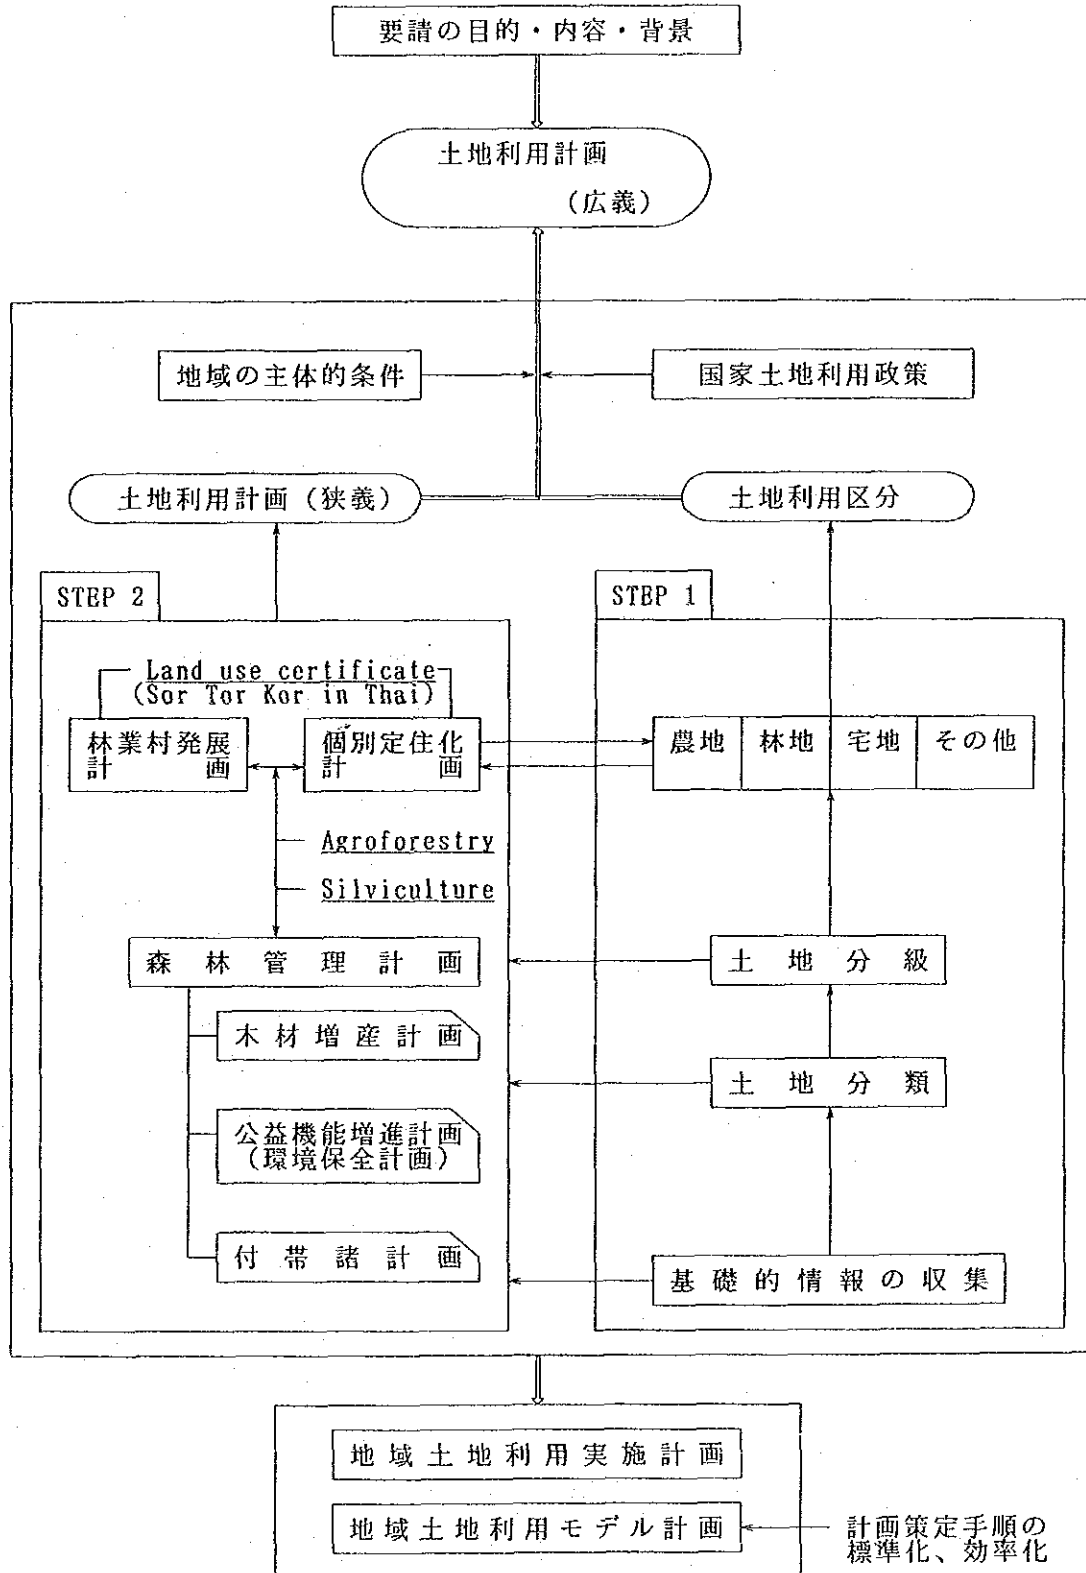 要請の目的・内容・背景
土地利用計画
(広義)
地域の主体的条件
国家土地利用政策
土地利用計画(狭義)
土地利用区分
STEP 2
STEP 1
Land use certificate
(Sor Tor Kor in Thai)
林業村発展
計画
個別定住化
計画
農地
林地
宅地
その他
Agroforestry
Silviculture
森林管理計画
土地分級
木材増産計画
土地分類
公益機能増進計画
(環境保全計画)
付帯諸計画
基礎的情報の収集
地域土地利用実施計画
地域土地利用モデル計画
計画策定手順の
標準化、効率化